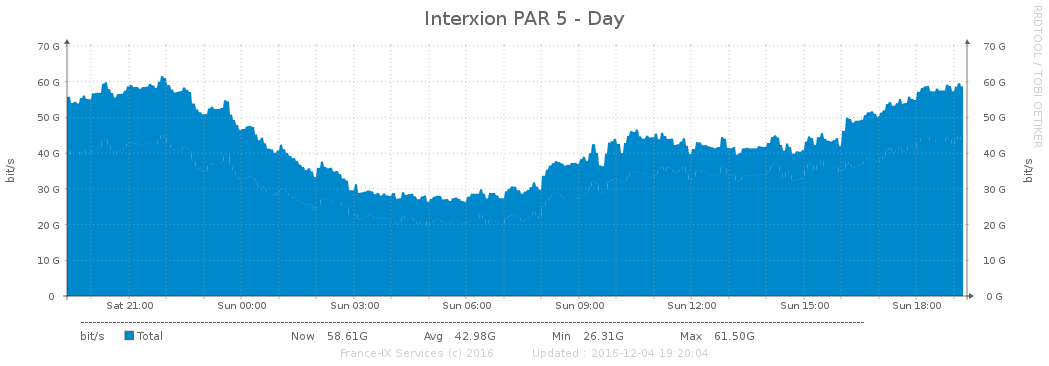 Interxion PAR 5 - Day
RRDTOOL / TOBI OETIKER
70 G 70 G
60 G 60 G
50 G 50 G
40 G 40 G
30 G 30 G
20 G 20 G
10 G 10 G
0 0 G
bit/s bit/s
Sat 21:00 Sun 00:00 Sun 03:00 Sun 06:00 Sun 09:00 Sun 12:00 Sun 15:00 Sun 18:00
bit/s Total Now 58.61G Avg 42.98G Min 26.31G Max 61.50G
France-IX Services (c) 2016 Updated : 2016-12-04 19:20:04